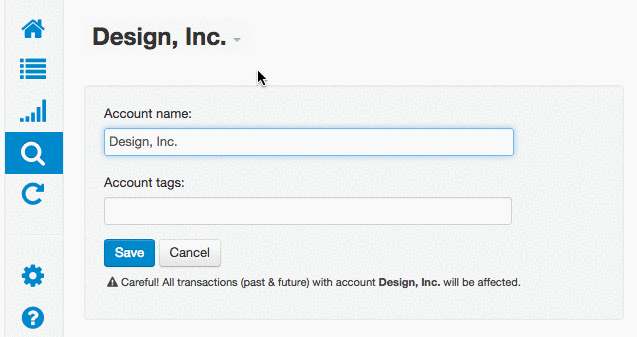 Design, Inc.
Account name:
Design, Inc.
Account tags:
Save Cancel
Careful! All transactions (past & future) with account Design, Inc. will be affected.